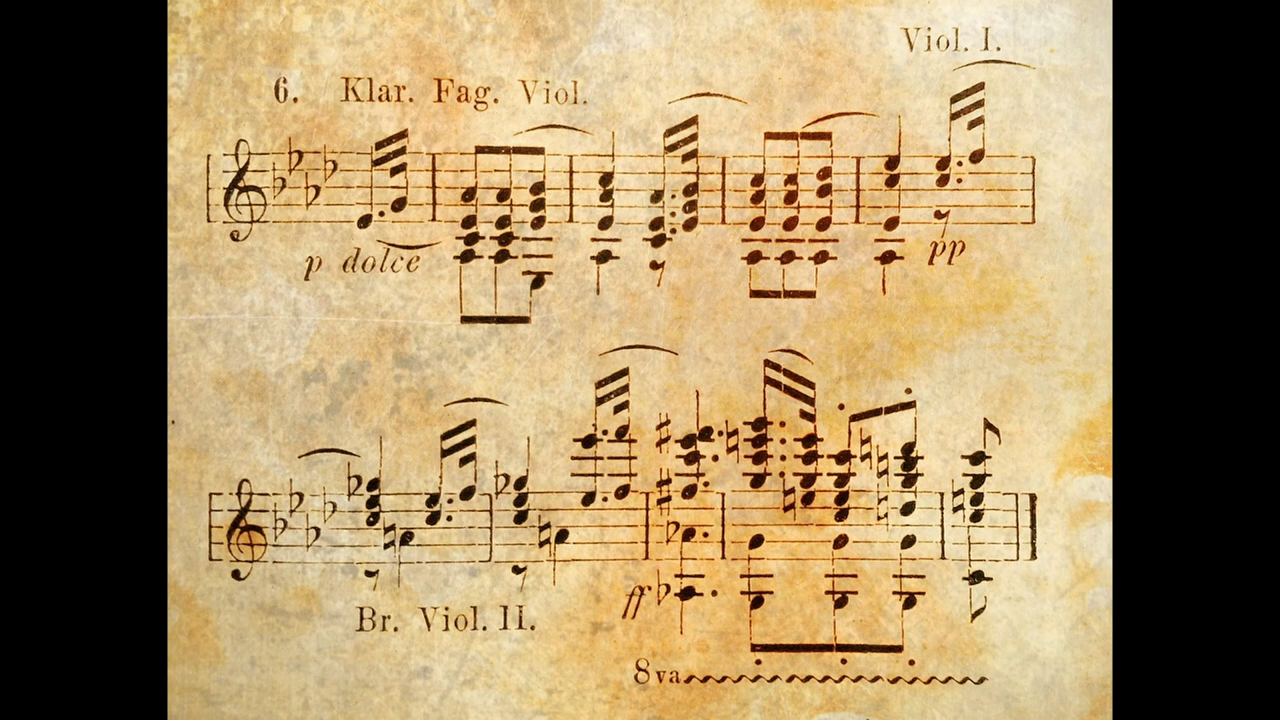 Viol. I.
6. Klar. Fag. Viol.
p dolce
pp
ff
Br. Viol. II.
8va